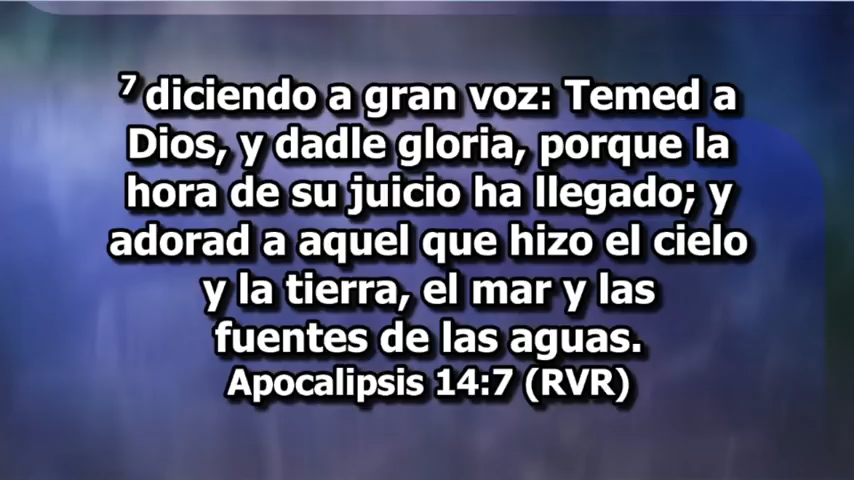 7 diciendo a gran voz: Temed a
Dios, y dadle gloria, porque la
hora de su juicio ha llegado; y
adorad a aquel que hizo el cielo
y la tierra, el mar y las
fuentes de las aguas.
Apocalipsis 14:7 (RVR)